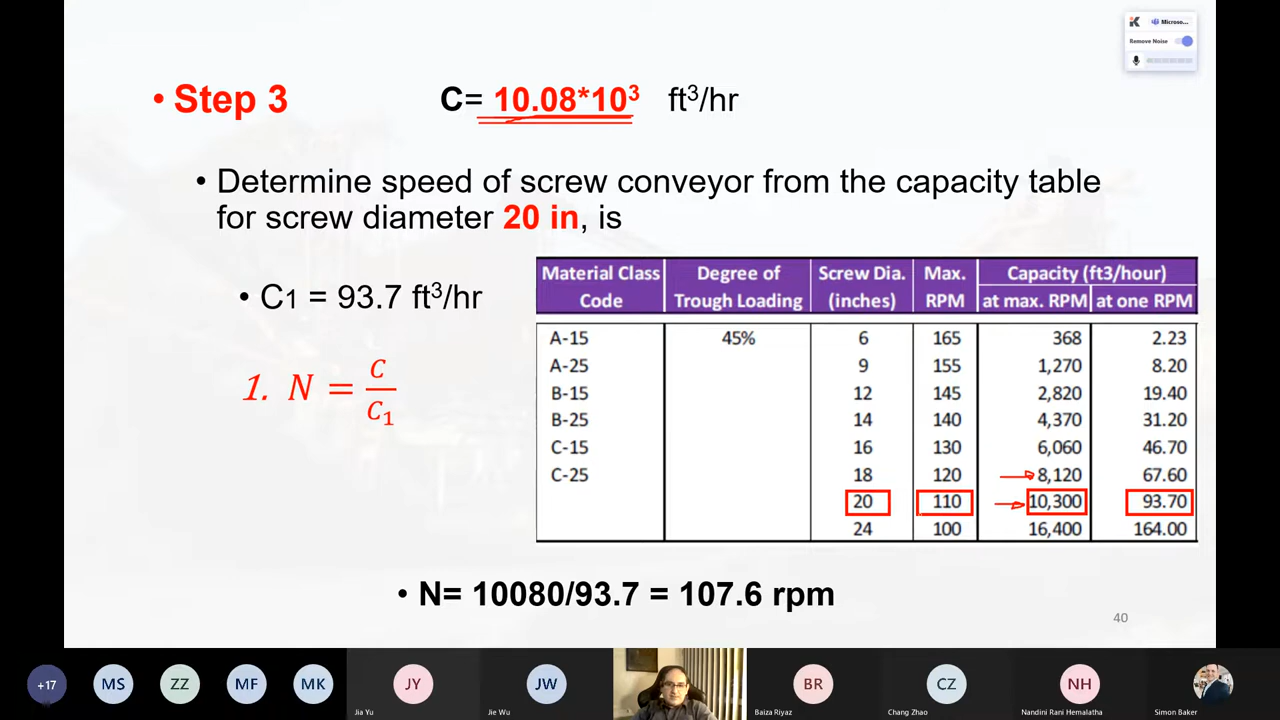 Microso...
Remove Noise
• Step 3
C= 10.08*10³ ft³/hr
• Determine speed of screw conveyor from the capacity table
for screw diameter 20 in, is
• C1 = 93.7 ft³/hr
1. N = C/C₁
Material Class Code | Degree of Trough Loading | Screw Dia. (inches) | Max. RPM | Capacity (ft3/hour)
at max. RPM | at one RPM
A-15 45% 6 165 368 2.23
A-25 9 155 1,270 8.20
B-15 12 145 2,820 19.40
B-25 14 140 4,370 31.20
C-15 16 130 6,060 46.70
C-25 18 120 8,120 67.60
20 110 10,300 93.70
24 100 16,400 164.00
• N= 10080/93.7 = 107.6 rpm
40
+17
MS
ZZ
MF
MK
JY
Jia Yu
JW
Jie Wu
BR
Baiza Riyaz
CZ
Chang Zhao
NH
Nandini Rani Hemalatha
Simon Baker